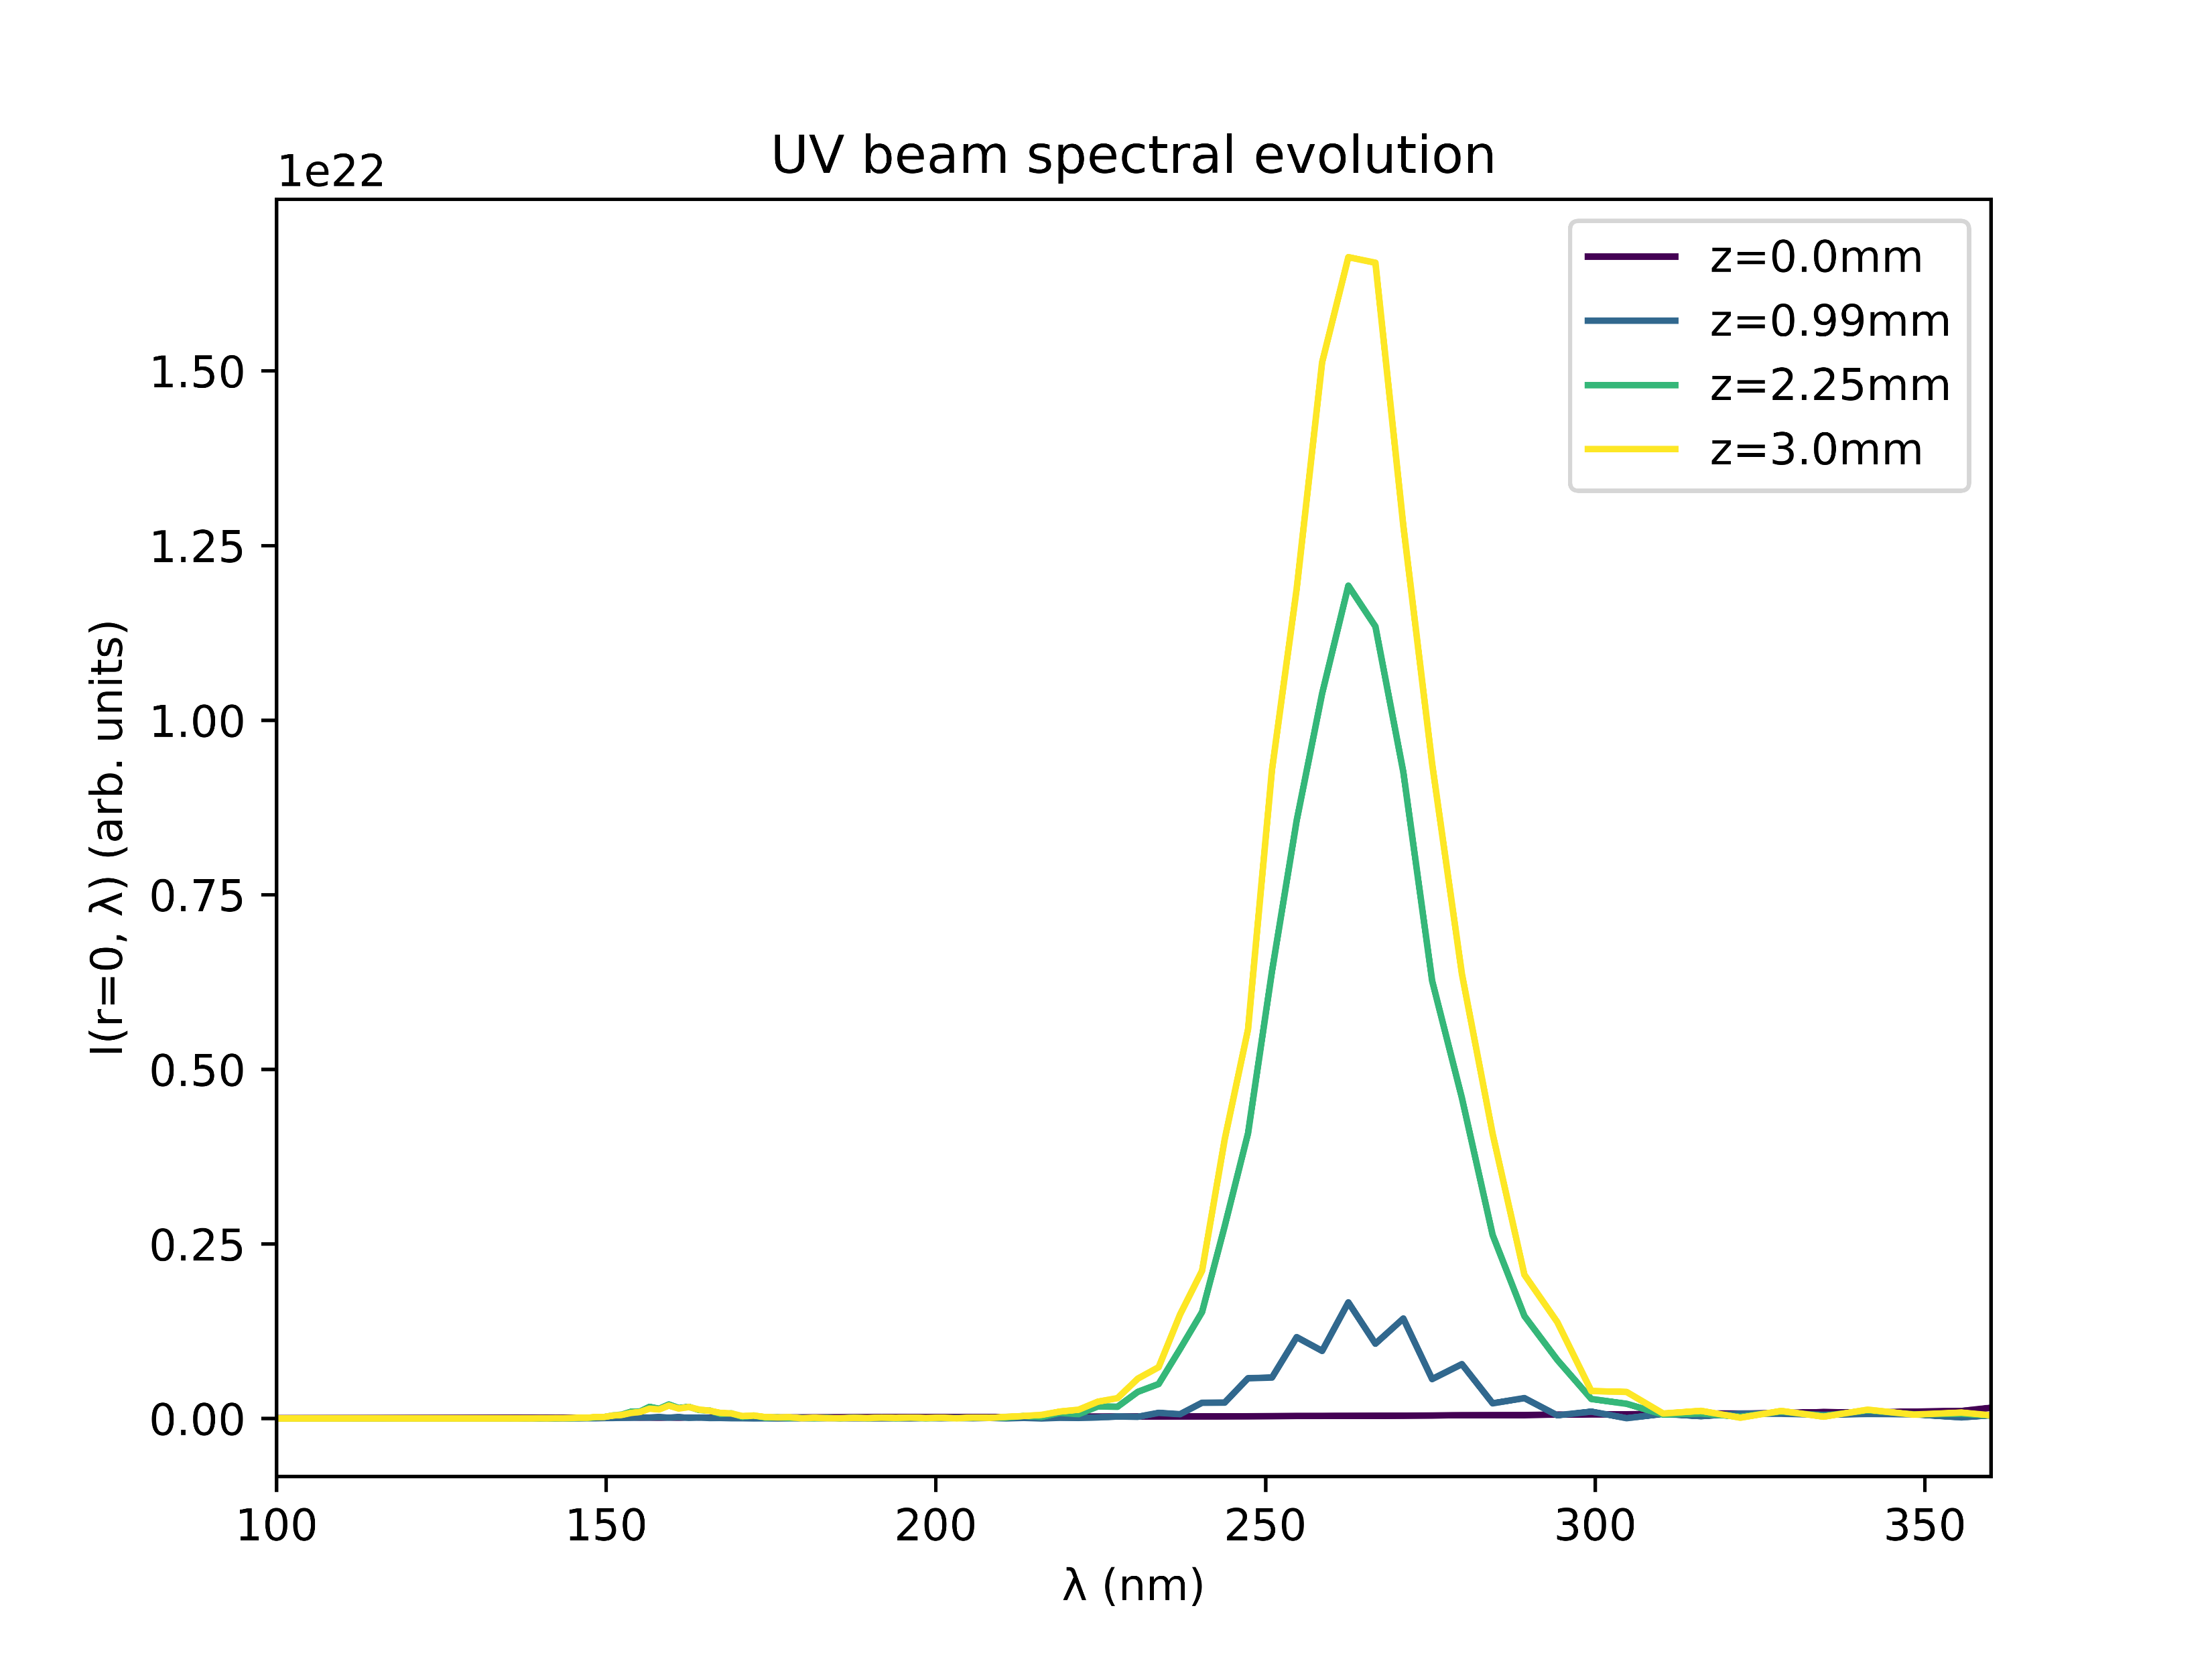 UV beam spectral evolution
1e22
z=0.0mm
z=0.99mm
z=2.25mm
z=3.0mm
1.50
1.25
1.00
0.75
0.50
0.25
0.00
I(r=0, λ) (arb. units)
100 150 200 250 300 350
λ (nm)